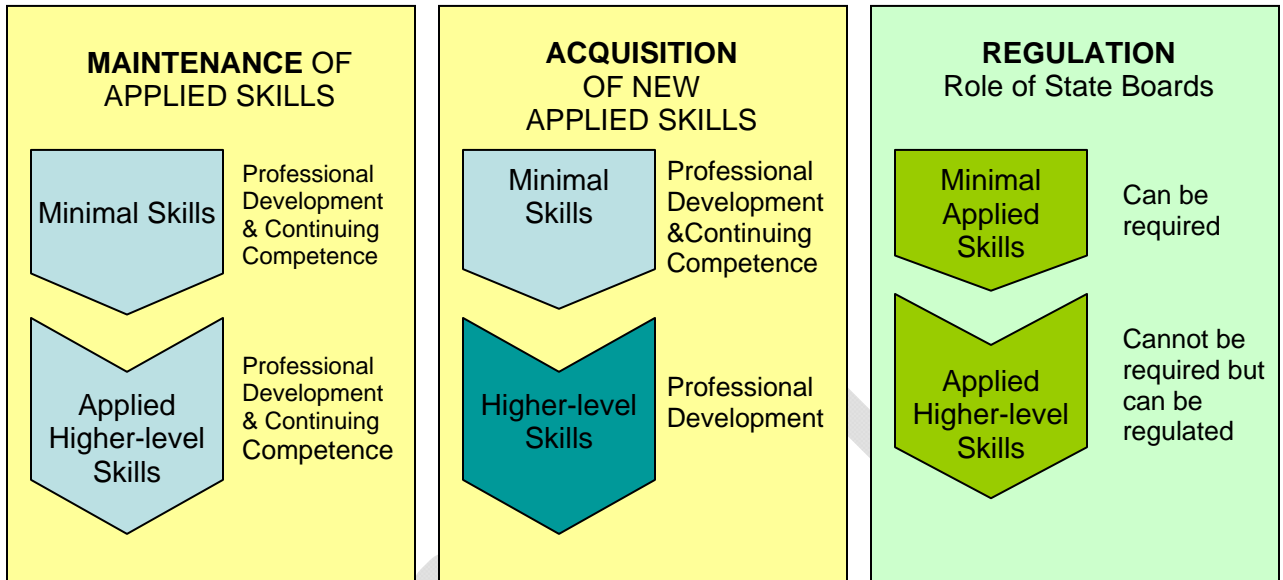 MAINTENANCE OF
APPLIED SKILLS
Minimal Skills
Professional
Development
& Continuing
Competence
Applied
Higher-level
Skills
Professional
Development
& Continuing
Competence
ACQUISITION
OF NEW
APPLIED SKILLS
Minimal
Skills
Professional
Development
&Continuing
Competence
Higher-level
Skills
Professional
Development
REGULATION
Role of State Boards
Minimal
Applied
Skills
Can be
required
Applied
Higher-level
Skills
Cannot be
required but
can be
regulated